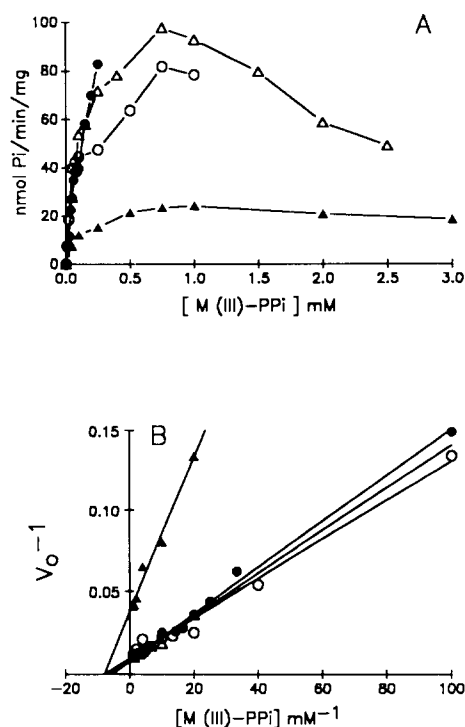 A
100
80
60
40
20
0
nmol Pi/min/mg
0.0 0.5 1.0 1.5 2.0 2.5 3.0
[ M (III)-PPi ] mM
B
0.15
0.10
0.05
Vo-1
-20 0 20 40 60 80 100
[M (III)-PPi] mM-1